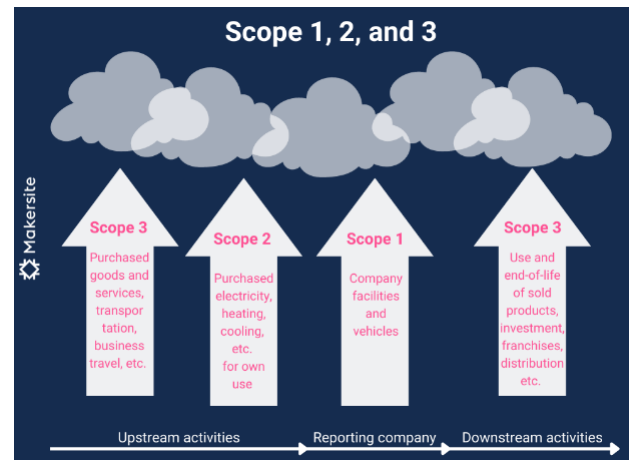 Scope 1, 2, and 3
Makersite
Scope 3
Purchased
goods and
services,
transpor
tation,
business
travel, etc.
Scope 2
Purchased
electricity,
heating,
cooling,
etc.
for own
use
Scope 1
Company
facilities
and
vehicles
Scope 3
Use and
end-of-life
of sold
products,
investment,
franchises,
distribution
etc.
Upstream activities
Reporting company
Downstream activities